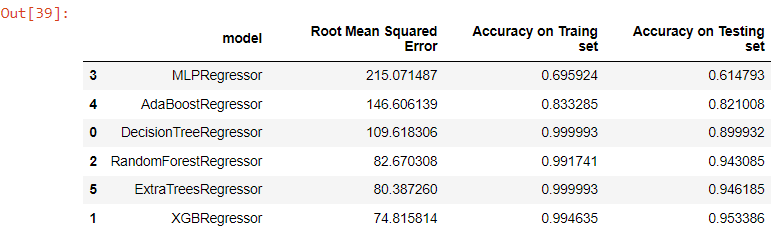 Out[39]:
model Root Mean Squared Error Accuracy on Traing set Accuracy on Testing set
3 MLPRegressor 215.071487 0.695924 0.614793
4 AdaBoostRegressor 146.606139 0.833285 0.821008
0 DecisionTreeRegressor 109.618306 0.999993 0.899932
2 RandomForestRegressor 82.670308 0.991741 0.943085
5 ExtraTreesRegressor 80.387260 0.999993 0.946185
1 XGBRegressor 74.815814 0.994635 0.953386